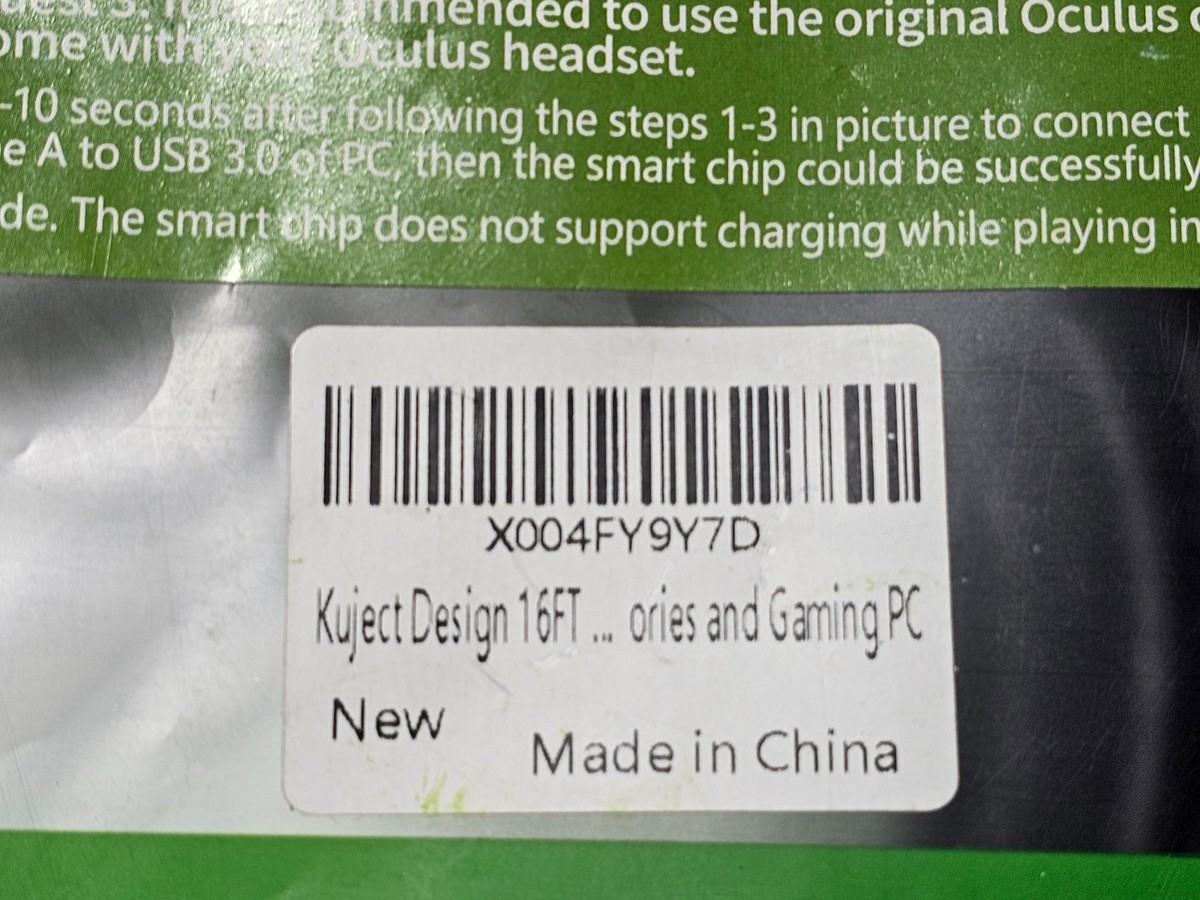 recommended to use the original Oculus
with your Oculus headset.
-10 seconds after following the steps 1-3 in picture to connect
A to USB 3.0 of PC, then the smart chip could be successfully
de. The smart chip does not support charging while playing in
X004FY9Y7D
Kuject Design 16FT ... ories and Gaming PC
New
Made in China